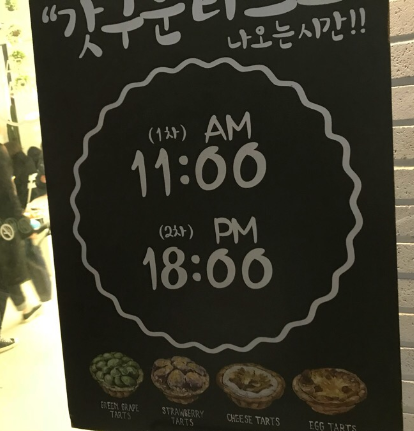 “갓 구운 타르트
나오는 시간!!
(1차) AM
11:00
(2차) PM
18:00
GREEN GRAPE
TARTS
STRAWBERRY
TARTS
CHEESE TARTS
EGG TARTS